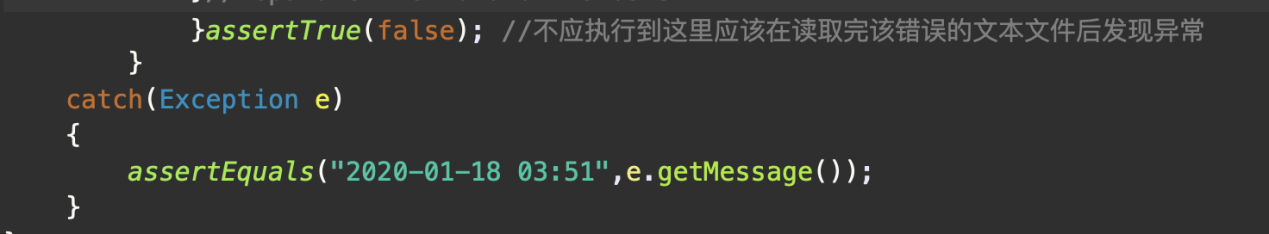 }assertTrue(false); //不应执行到这里应该在读取完该错误的文本文件后发现异常
}
catch(Exception e)
{
assertEquals("2020-01-18 03:51",e.getMessage());
}